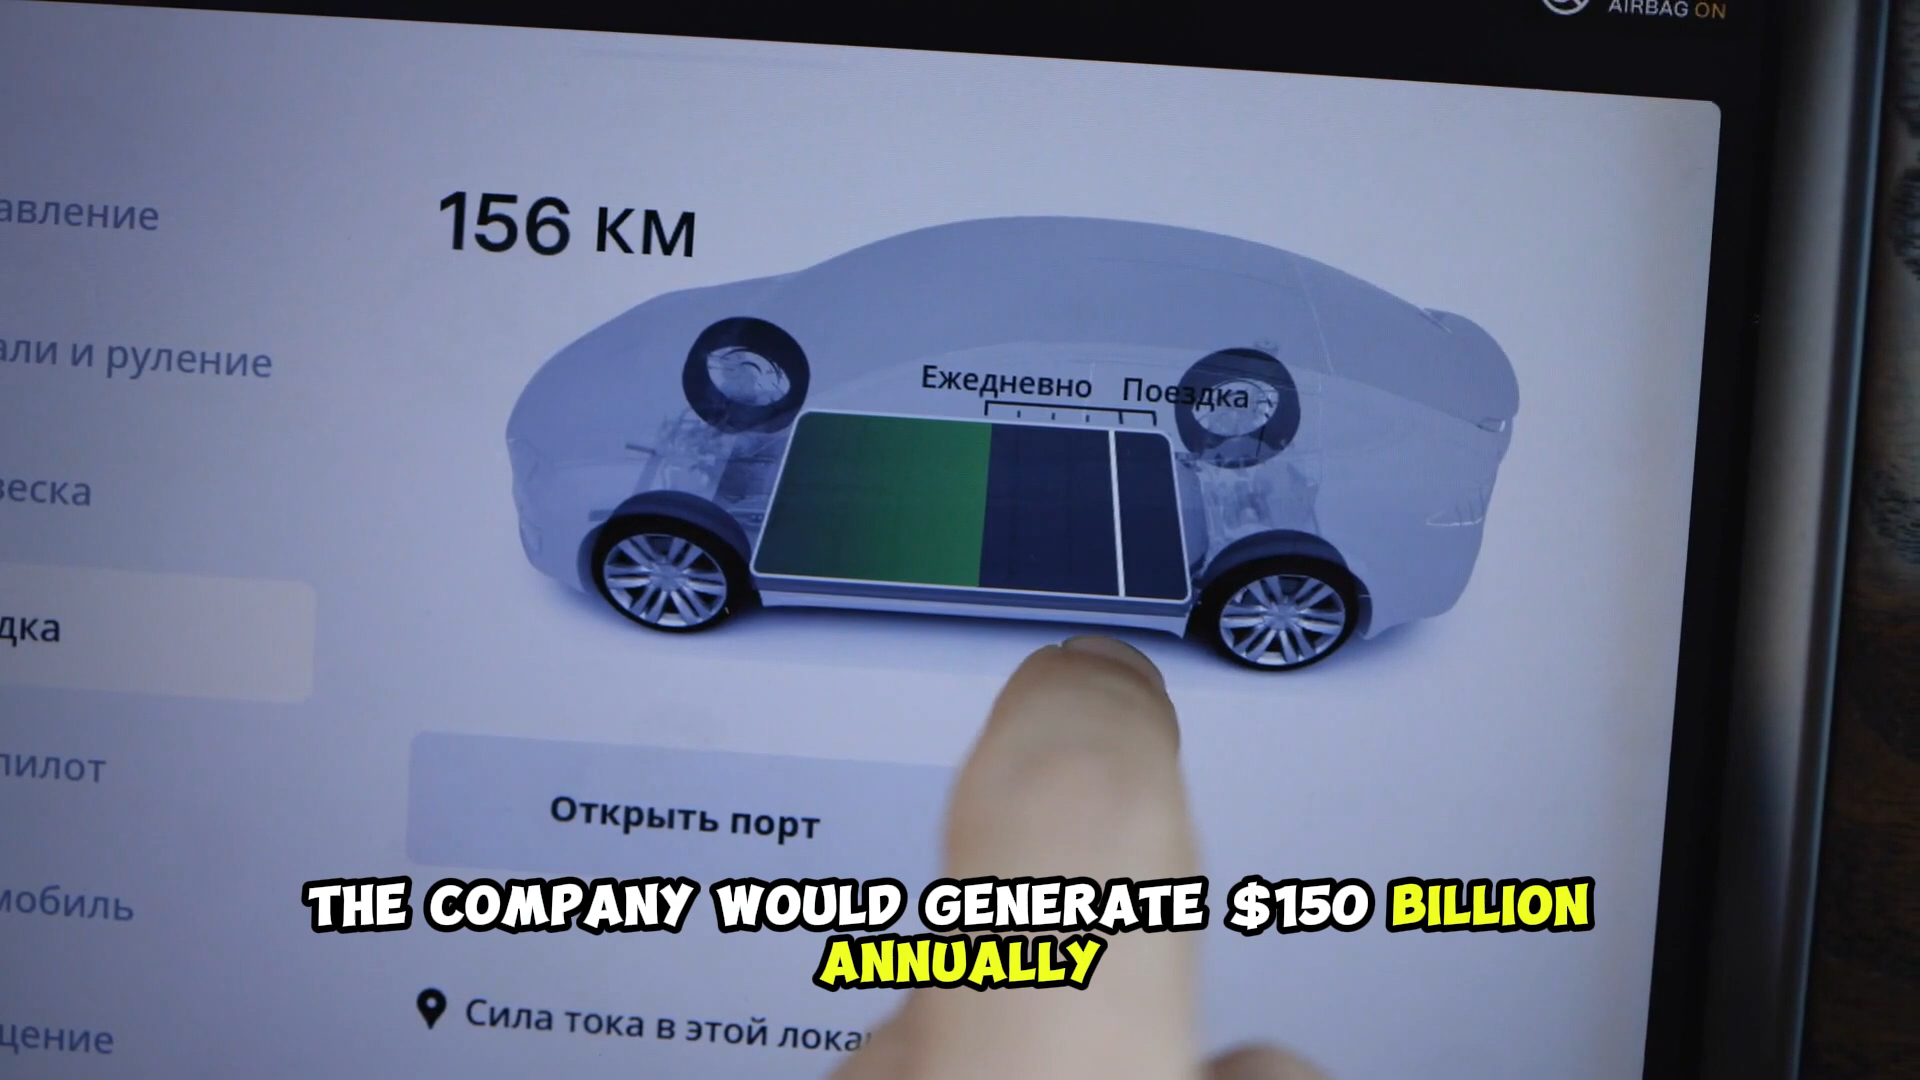 AIRBAG ON
156 км
авление
али и руление
Ежедневно Поездка
веска
дка
пилот
Открыть порт
мобиль
THE COMPANY WOULD GENERATE $150 BILLION
ANNUALLY
Сила тока в этой лока
щение